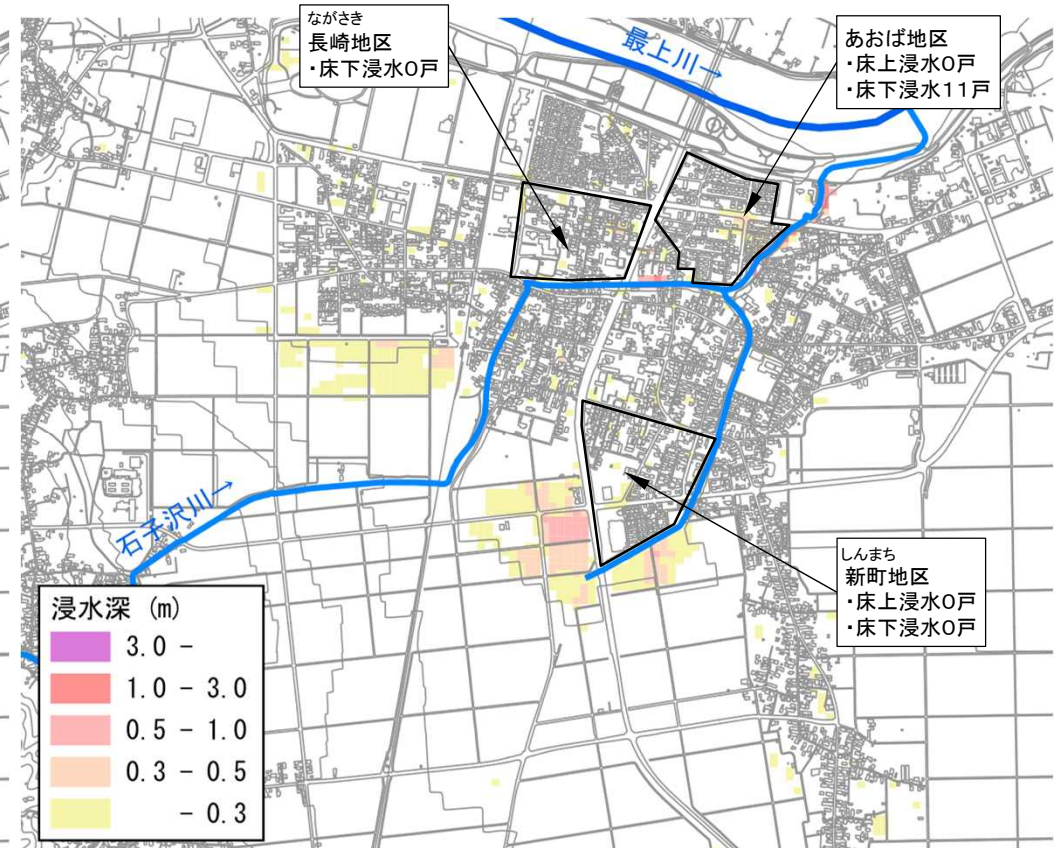 ながさき
長崎地区
・床下浸水0戸
最上川→
あおば地区
・床上浸水0戸
・床下浸水11戸
石子沢川→
しんまち
新町地区
・床上浸水0戸
・床下浸水0戸
浸水深 (m)
3.0 -
1.0 - 3.0
0.5 - 1.0
0.3 - 0.5
- 0.3